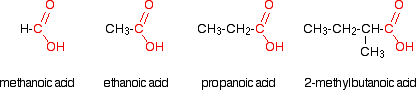 O O O O
H-C CH3-C CH3-CH2-C CH3-CH2-CH-C
OH OH OH CH3 OH
methanoic acid ethanoic acid propanoic acid 2-methylbutanoic acid